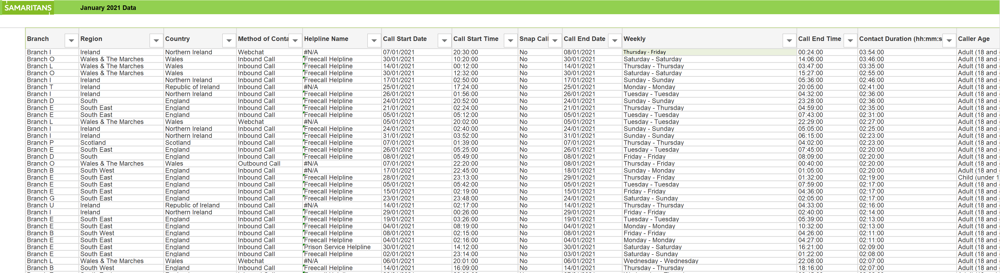 SAMARITANS January 2021 Data
Branch Region Country Method of Conta Helpline Name Call Start Date Call Start Time Snap Call Call End Date Weekly Call End Time Contact Duration (hh:mm:s Caller Age
Branch I Ireland Northern Ireland Webchat #N/A 07/01/2021 20:30:00 No 08/01/2021 Thursday - Friday 00:24:00 03:54:00 Adult (18 and
Branch O Wales & The Marches Wales Inbound Call Freecall Helpline 30/01/2021 10:20:00 No 30/01/2021 Saturday - Saturday 14:06:00 03:46:00 Adult (18 and
Branch L Wales & The Marches Wales Inbound Call Freecall Helpline 14/01/2021 00:12:00 No 14/01/2021 Thursday - Thursday 03:47:00 03:35:00 Adult (18 and
Branch O Wales & The Marches Wales Inbound Call Freecall Helpline 30/01/2021 12:32:00 No 30/01/2021 Saturday - Saturday 15:27:00 02:55:00 Adult (18 and
Branch I Ireland Northern Ireland Inbound Call Freecall Helpline 17/01/2021 02:50:00 No 17/01/2021 Sunday - Sunday 05:36:00 02:46:00 Adult (18 and
Branch T Ireland Republic of Ireland Inbound Call #N/A 25/01/2021 17:24:00 No 25/01/2021 Monday - Monday 20:05:00 02:41:00 Adult (18 and
Branch I Ireland Northern Ireland Inbound Call Freecall Helpline 26/01/2021 01:56:00 No 26/01/2021 Tuesday - Tuesday 04:32:00 02:36:00 Adult (18 and
Branch D South England Inbound Call Freecall Helpline 24/01/2021 20:52:00 No 24/01/2021 Sunday - Sunday 23:28:00 02:36:00 Adult (18 and
Branch E South East England Inbound Call Freecall Helpline 21/01/2021 02:24:00 No 21/01/2021 Thursday - Thursday 04:59:00 02:35:00 Adult (18 and
Branch E South East England Inbound Call Freecall Helpline 05/01/2021 05:12:00 No 05/01/2021 Tuesday - Tuesday 07:43:00 02:31:00 Adult (18 and
Branch L Wales & The Marches Wales Webchat #N/A 05/01/2021 20:02:00 No 05/01/2021 Tuesday - Tuesday 22:29:00 02:27:00 Adult (18 and
Branch I Ireland Northern Ireland Inbound Call Freecall Helpline 24/01/2021 02:40:00 No 24/01/2021 Sunday - Sunday 05:05:00 02:25:00 Adult (18 and
Branch I Ireland Northern Ireland Inbound Call Freecall Helpline 31/01/2021 03:52:00 No 31/01/2021 Sunday - Sunday 06:15:00 02:23:00 Adult (18 and
Branch P Scotland Scotland Inbound Call Freecall Helpline 07/01/2021 01:39:00 No 07/01/2021 Thursday - Thursday 04:02:00 02:23:00 Adult (18 and
Branch E South East England Inbound Call Freecall Helpline 26/01/2021 05:25:00 No 26/01/2021 Tuesday - Tuesday 07:45:00 02:20:00 Adult (18 and
Branch D South England Inbound Call Freecall Helpline 08/01/2021 05:49:00 No 08/01/2021 Friday - Friday 08:09:00 02:20:00 Adult (18 and
Branch O Wales & The Marches Wales Outbound Call #N/A 07/01/2021 22:20:00 No 08/01/2021 Thursday - Friday 00:40:00 02:20:00 Adult (18 and
Branch B South West England Inbound Call #N/A 17/01/2021 22:45:00 No 18/01/2021 Sunday - Monday 01:05:00 02:20:00 Adult (18 and
Branch E South East England Inbound Call Freecall Helpline 28/01/2021 23:13:00 No 29/01/2021 Thursday - Friday 01:32:00 02:19:00 Child (under 1
Branch E South East England Inbound Call Freecall Helpline 05/01/2021 05:42:00 No 05/01/2021 Tuesday - Tuesday 07:59:00 02:17:00 Adult (18 and
Branch E South East England Inbound Call Freecall Helpline 15/01/2021 02:19:00 No 15/01/2021 Friday - Friday 04:36:00 02:17:00 Adult (18 and
Branch G South East England Inbound Call Freecall Helpline 23/01/2021 23:48:00 No 24/01/2021 Saturday - Sunday 02:05:00 02:17:00 Adult (18 and
Branch U Ireland Republic of Ireland Inbound Call #N/A 14/01/2021 02:17:00 No 14/01/2021 Thursday - Thursday 04:33:00 02:16:00 Adult (18 and
Branch I Ireland Northern Ireland Inbound Call Freecall Helpline 29/01/2021 00:26:00 No 29/01/2021 Friday - Friday 02:40:00 02:14:00 Adult (18 and
Branch E South East England Inbound Call Freecall Helpline 19/01/2021 03:26:00 No 19/01/2021 Tuesday - Tuesday 05:39:00 02:13:00 Adult (18 and
Branch E South East England Inbound Call Freecall Helpline 04/01/2021 08:19:00 No 04/01/2021 Monday - Monday 10:32:00 02:13:00 Adult (18 and
Branch B South West England Inbound Call Freecall Helpline 08/01/2021 02:15:00 No 08/01/2021 Friday - Friday 04:26:00 02:11:00 Adult (18 and
Branch E South East England Inbound Call Freecall Helpline 04/01/2021 02:16:00 No 04/01/2021 Monday - Monday 04:27:00 02:11:00 Adult (18 and
Branch E South East England Inbound Call Prison Service Helpline 30/01/2021 14:12:00 No 30/01/2021 Saturday - Saturday 16:21:00 02:09:00 Adult (18 and
Branch E South East England Inbound Call Freecall Helpline 02/01/2021 23:14:00 No 03/01/2021 Saturday - Sunday 01:22:00 02:08:00 Adult (18 and
Branch L Wales & The Marches Wales Webchat #N/A 06/01/2021 20:01:00 No 06/01/2021 Wednesday - Wednesday 22:08:00 02:07:00 Adult (18 and
Branch B South West England Inbound Call Freecall Helpline 14/01/2021 16:09:00 No 14/01/2021 Thursday - Thursday 18:16:00 02:07:00 Adult (18 and